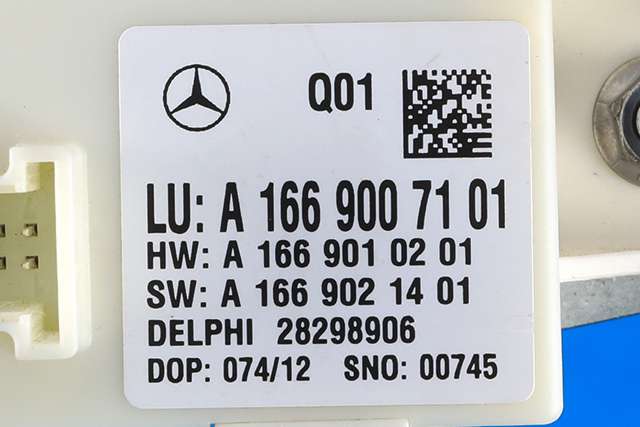 Q01
LU: A 166 900 71 01
HW: A 166 901 02 01
SW: A 166 902 14 01
DELPHI 28298906
DOP: 074/12 SNO: 00745